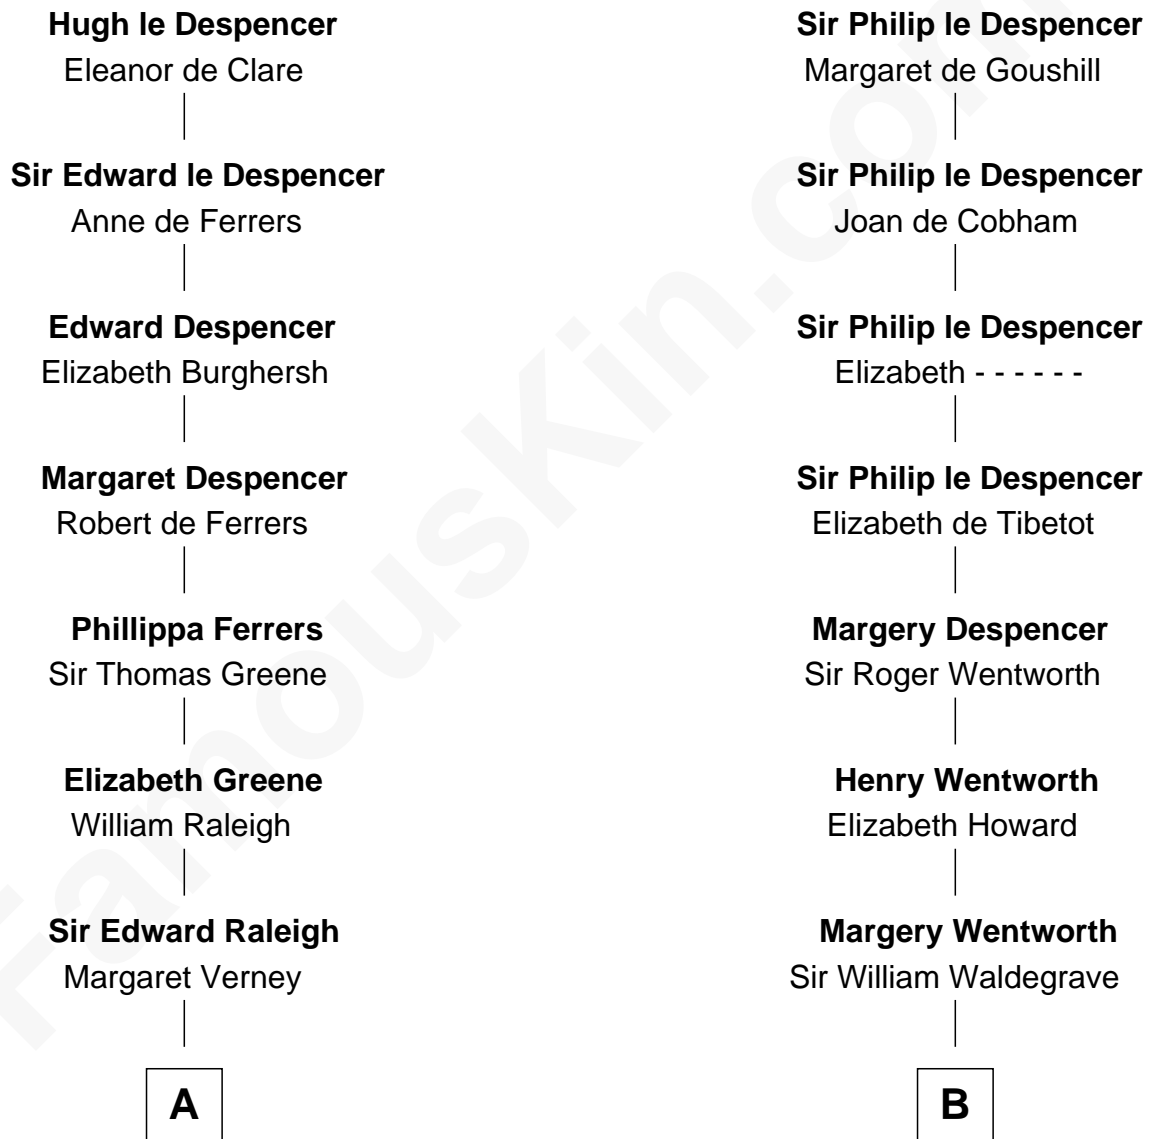 Hugh le Despencer
Eleanor de Clare
Sir Edward le Despencer
Anne de Ferrers
Edward Despencer
Elizabeth Burghersh
Margaret Despencer
Robert de Ferrers
Phillippa Ferrers
Sir Thomas Greene
Elizabeth Greene
William Raleigh
Sir Edward Raleigh
Margaret Verney
A
Sir Philip le Despencer
Margaret de Goushill
Sir Philip le Despencer
Joan de Cobham
Sir Philip le Despencer
Elizabeth - - - - - -
Sir Philip le Despencer
Elizabeth de Tibetot
Margery Despencer
Sir Roger Wentworth
Henry Wentworth
Elizabeth Howard
Margery Wentworth
Sir William Waldegrave
B
FamousKin.com